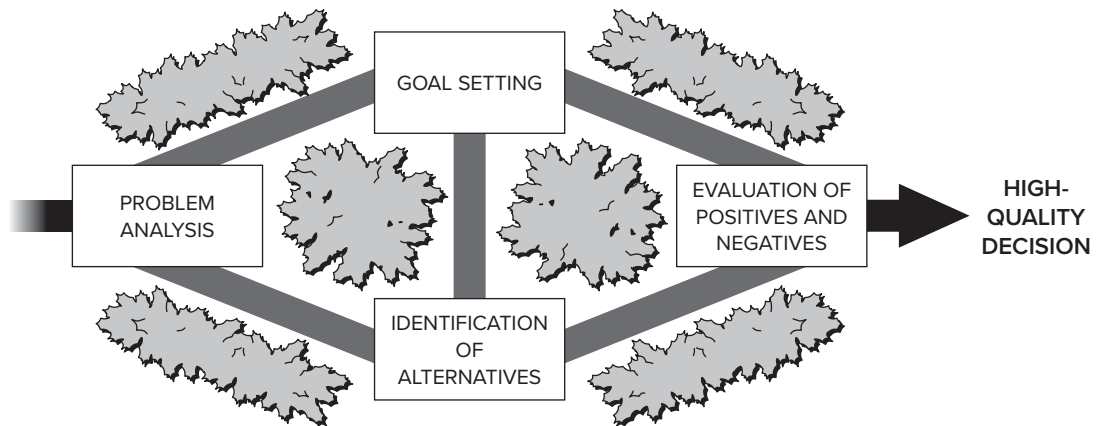 GOAL SETTING
PROBLEM
ANALYSIS
EVALUATION OF
POSITIVES AND
NEGATIVES
HIGH-
QUALITY
DECISION
IDENTIFICATION
OF
ALTERNATIVES